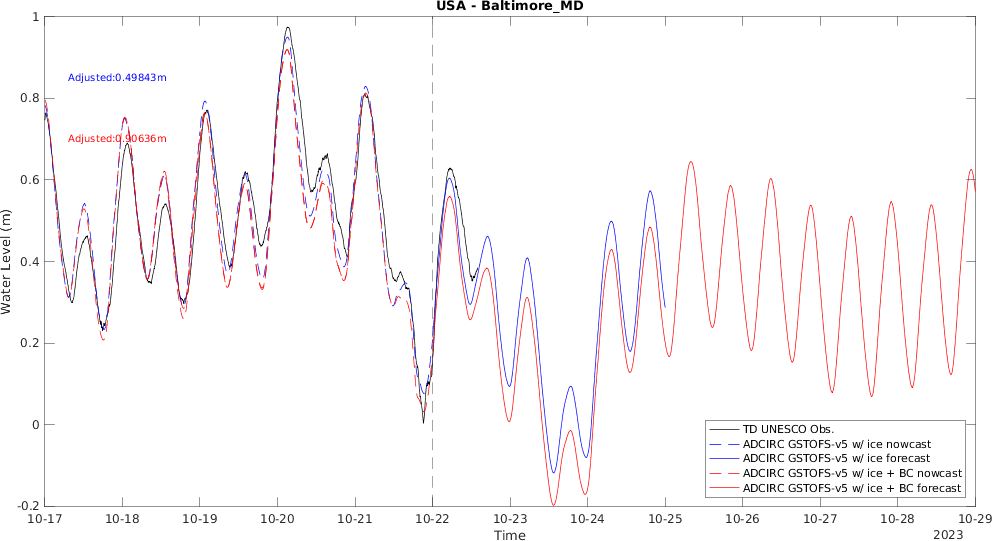 USA - Baltimore_MD
1
0.8
0.6
0.4
0.2
0
-0.2
Water Level (m)
Adjusted:0.49843m
Adjusted:0.90636m
TD UNESCO Obs.
ADCIRC GSTOFS-v5 w/ ice nowcast
ADCIRC GSTOFS-v5 w/ ice forecast
ADCIRC GSTOFS-v5 w/ ice + BC nowcast
ADCIRC GSTOFS-v5 w/ ice + BC forecast
10-17 10-18 10-19 10-20 10-21 10-22 10-23 10-24 10-25 10-26 10-27 10-28 10-29
Time
2023